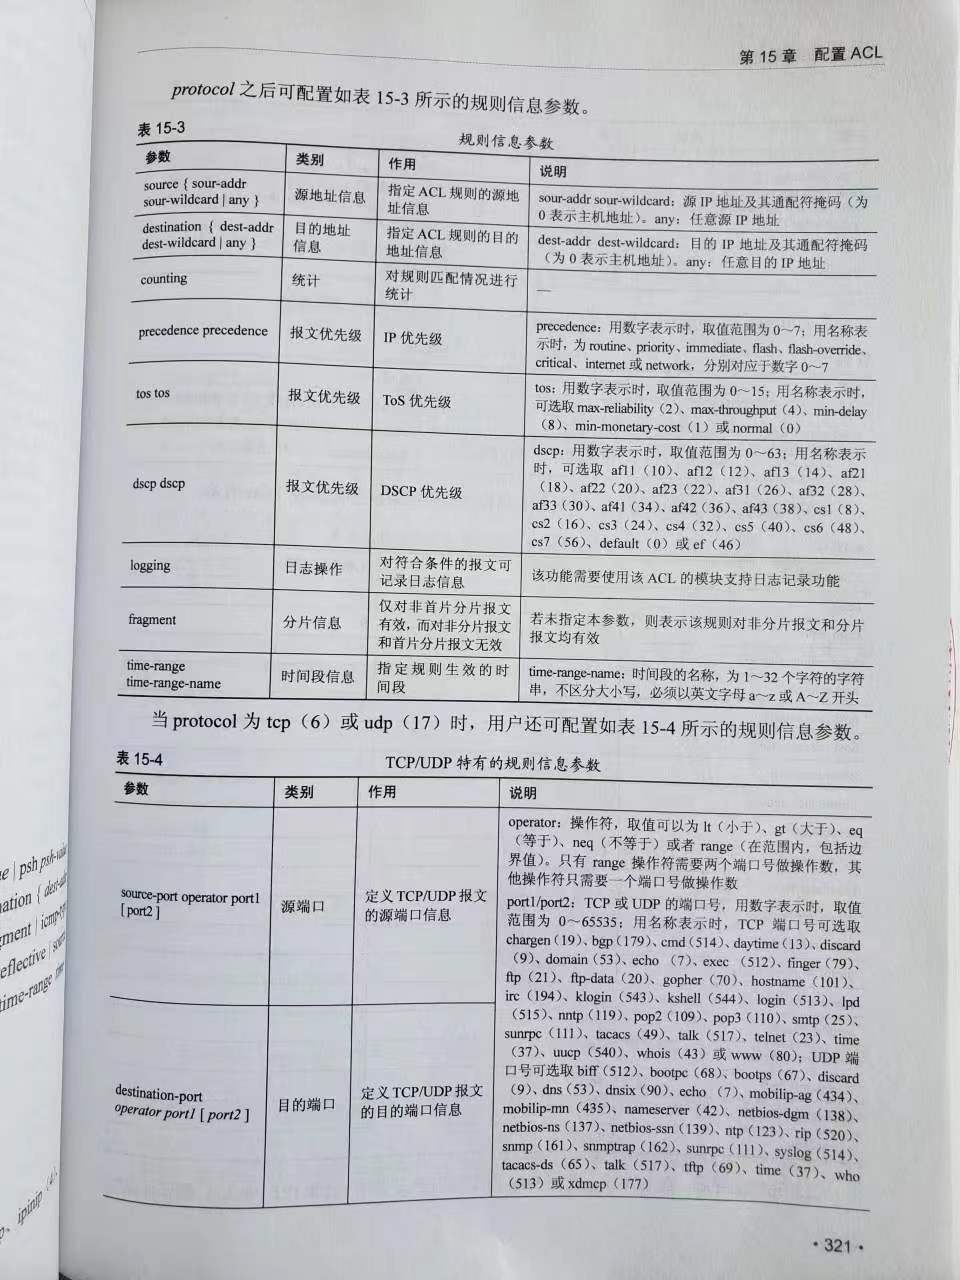 第 15 章 配置 ACL
protocol 之后可配置如表 15-3 所示的规则信息参数。
表 15-3
规则信息参数
参数 类别 作用 说明
source { sour-addr
sour-wildcard | any }
源地址信息
指定 ACL 规则的源地
址信息
sour-addr sour-wildcard：源 IP 地址及其通配符掩码（为
0 表示主机地址）。any：任意源 IP 地址
destination { dest-addr
dest-wildcard | any }
目的地址
信息
指定 ACL 规则的目的
地址信息
dest-addr dest-wildcard：目的 IP 地址及其通配符掩码
（为 0 表示主机地址）。any：任意目的 IP 地址
counting
统计
对规则匹配情况进行
统计
—
precedence precedence
报文优先级
IP 优先级
precedence：用数字表示时，取值范围为 0～7；用名称表
示时，为 routine、priority、immediate、flash、flash-override、
critical、internet 或 network，分别对应于数字 0～7
tos tos
报文优先级
ToS 优先级
tos：用数字表示时，取值范围为 0～15；用名称表示时，
可选取 max-reliability（2）、max-throughput（4）、min-delay
（8）、min-monetary-cost（1）或 normal（0）
dscp dscp
报文优先级
DSCP 优先级
dscp：用数字表示时，取值范围为 0～63；用名称表示
时，可选取 af11（10）、af12（12）、af13（14）、af21
（18）、af22（20）、af23（22）、af31（26）、af32（28）、
af33（30）、af41（34）、af42（36）、af43（38）、cs1（8）、
cs2（16）、cs3（24）、cs4（32）、cs5（40）、cs6（48）、
cs7（56）、default（0）或 ef（46）
logging
日志操作
对符合条件的报文可
记录日志信息
该功能需要使用该 ACL 的模块支持日志记录功能
fragment
分片信息
仅对非首片分片报文
有效，而对非分片报文
和首片分片报文无效
若未指定本参数，则表示该规则对非分片报文和分片
报文均有效
time-range
time-range-name
时间段信息
指定规则生效的时
间段
time-range-name：时间段的名称，为 1～32 个字符的字符
串，不区分大小写，必须以英文字母 a～z 或 A～Z 开头
当 protocol 为 tcp（6）或 udp（17）时，用户还可配置如表 15-4 所示的规则信息参数。
表 15-4
TCP/UDP 特有的规则信息参数
参数 类别 作用 说明
source-port operator port1
[ port2 ]
源端口
定义 TCP/UDP 报文
的源端口信息
operator：操作符，取值可以为 lt（小于）、gt（大于）、eq
（等于）、neq（不等于）或者 range（在范围内，包括边
界值）。只有 range 操作符需要两个端口号做操作数，其
他操作符只需要一个端口号做操作数
port1/port2：TCP 或 UDP 的端口号，用数字表示时，取值
范围为 0～65535；用名称表示时，TCP 端口号可选取
chargen（19）、bgp（179）、cmd（514）、daytime（13）、discard
（9）、domain（53）、echo （7）、exec （512）、finger（79）、
ftp（21）、ftp-data（20）、gopher（70）、hostname（101）、
irc（194）、klogin（543）、kshell（544）、login（513）、lpd
（515）、nntp（119）、pop2（109）、pop3（110）、smtp（25）、
sunrpc（111）、tacacs（49）、talk（517）、telnet（23）、time
（37）、uucp（540）、whois（43）或 www（80）；UDP 端
口号可选取 biff（512）、bootpc（68）、bootps（67）、discard
（9）、dns（53）、dnsix（90）、echo （7）、mobilip-ag（434）、
mobilip-mn（435）、nameserver（42）、netbios-dgm（138）、
netbios-ns（137）、netbios-ssn（139）、ntp（123）、rip（520）、
snmp（161）、snmptrap（162）、sunrpc（111）、syslog（514）、
tacacs-ds（65）、talk（517）、tftp（69）、time（37）、who
（513）或 xdmcp（177）
destination-port
operator port1 [ port2 ]
目的端口
定义 TCP/UDP 报文
的目的端口信息
·321·
| psh
{
| icmp-
|
time-range
ipinip